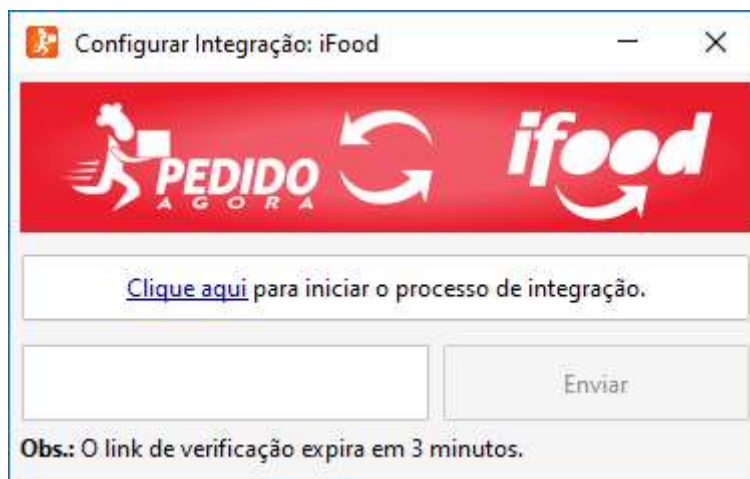 Configurar Integração: iFood
PEDIDO
AGORA
ifood
Clique aqui para iniciar o processo de integração.
Enviar
Obs.: O link de verificação expira em 3 minutos.